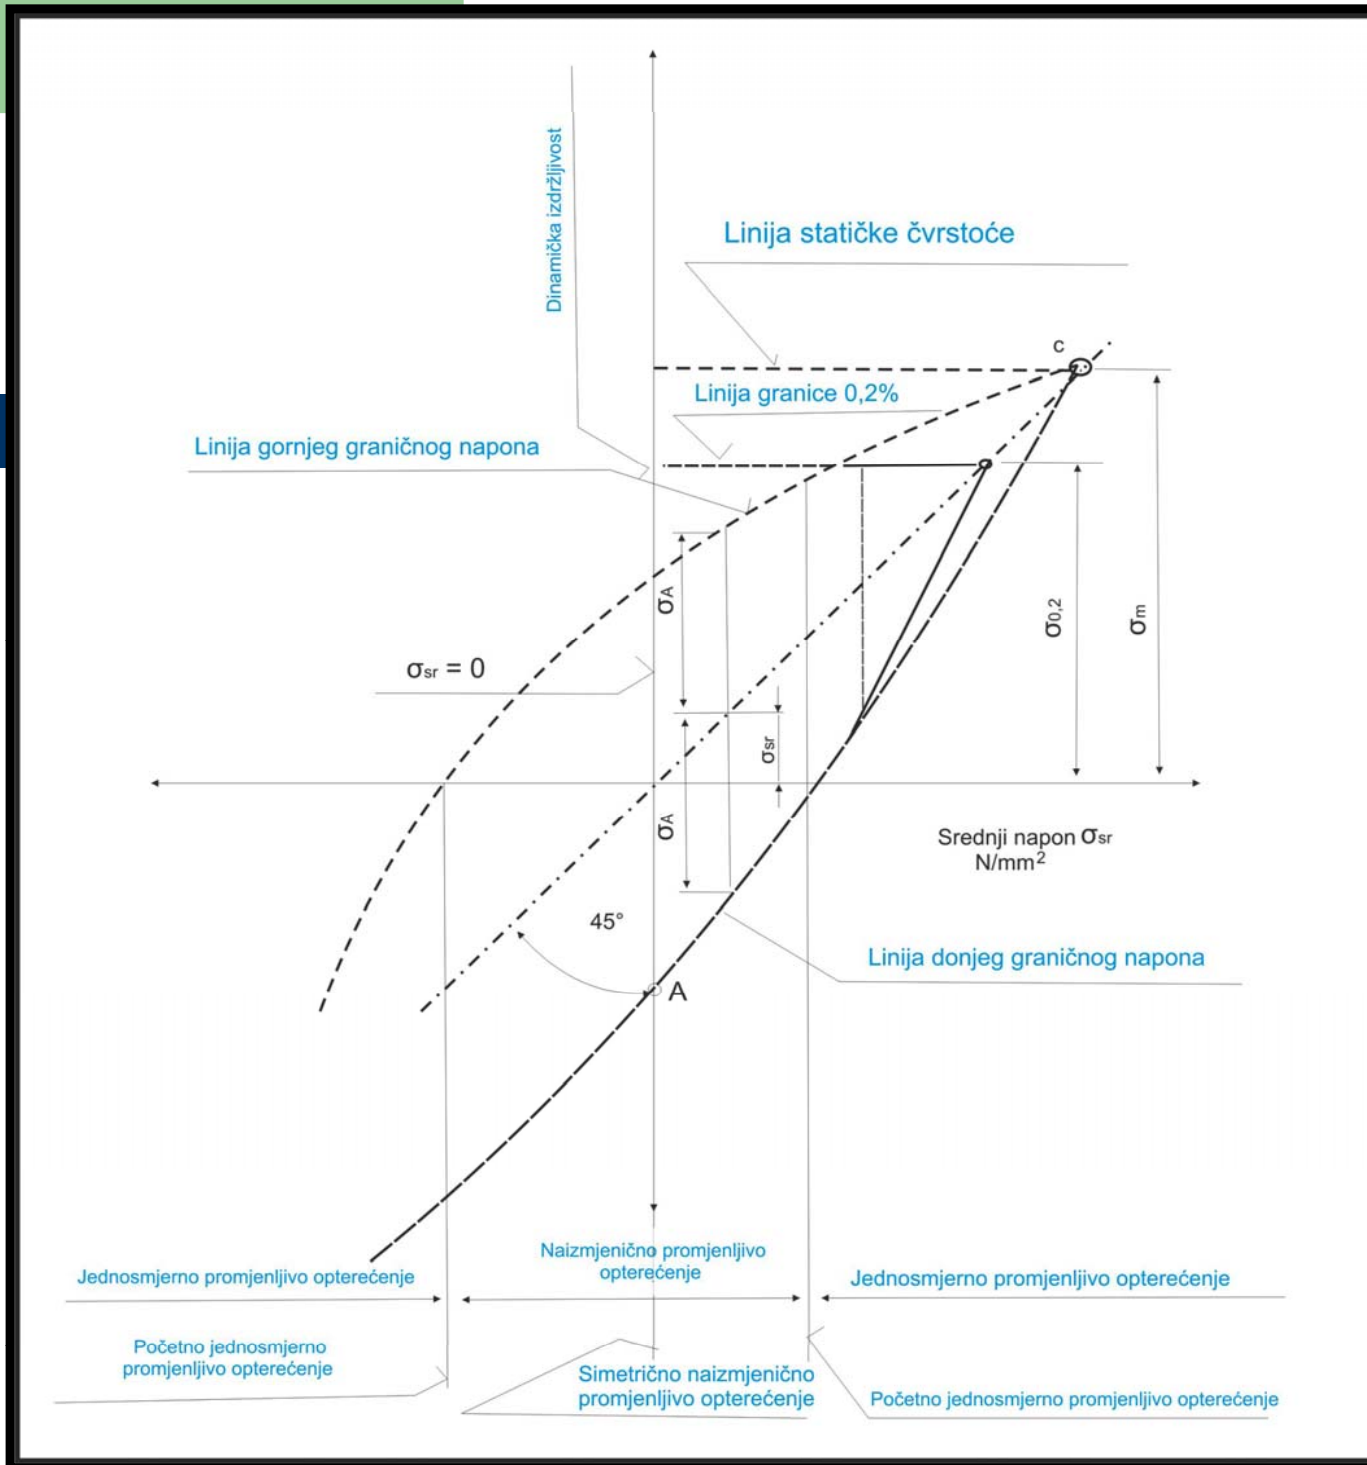 Dinamička izdržljivost
Linija statičke čvrstoće
c
Linija granice 0,2%
Linija gornjeg graničnog napona
σA
σ0,2
σm
σsr = 0
σsr
σA
Srednji napon σsr
N/mm²
45°
Linija donjeg graničnog napona
A
Naizmjenično promjenljivo
opterećenje
Jednosmjerno promjenljivo opterećenje
Jednosmjerno promjenljivo opterećenje
Početno jednosmjerno
promjenljivo opterećenje
Simetrično naizmjenično
promjenljivo opterećenje
Početno jednosmjerno promjenljivo opterećenje